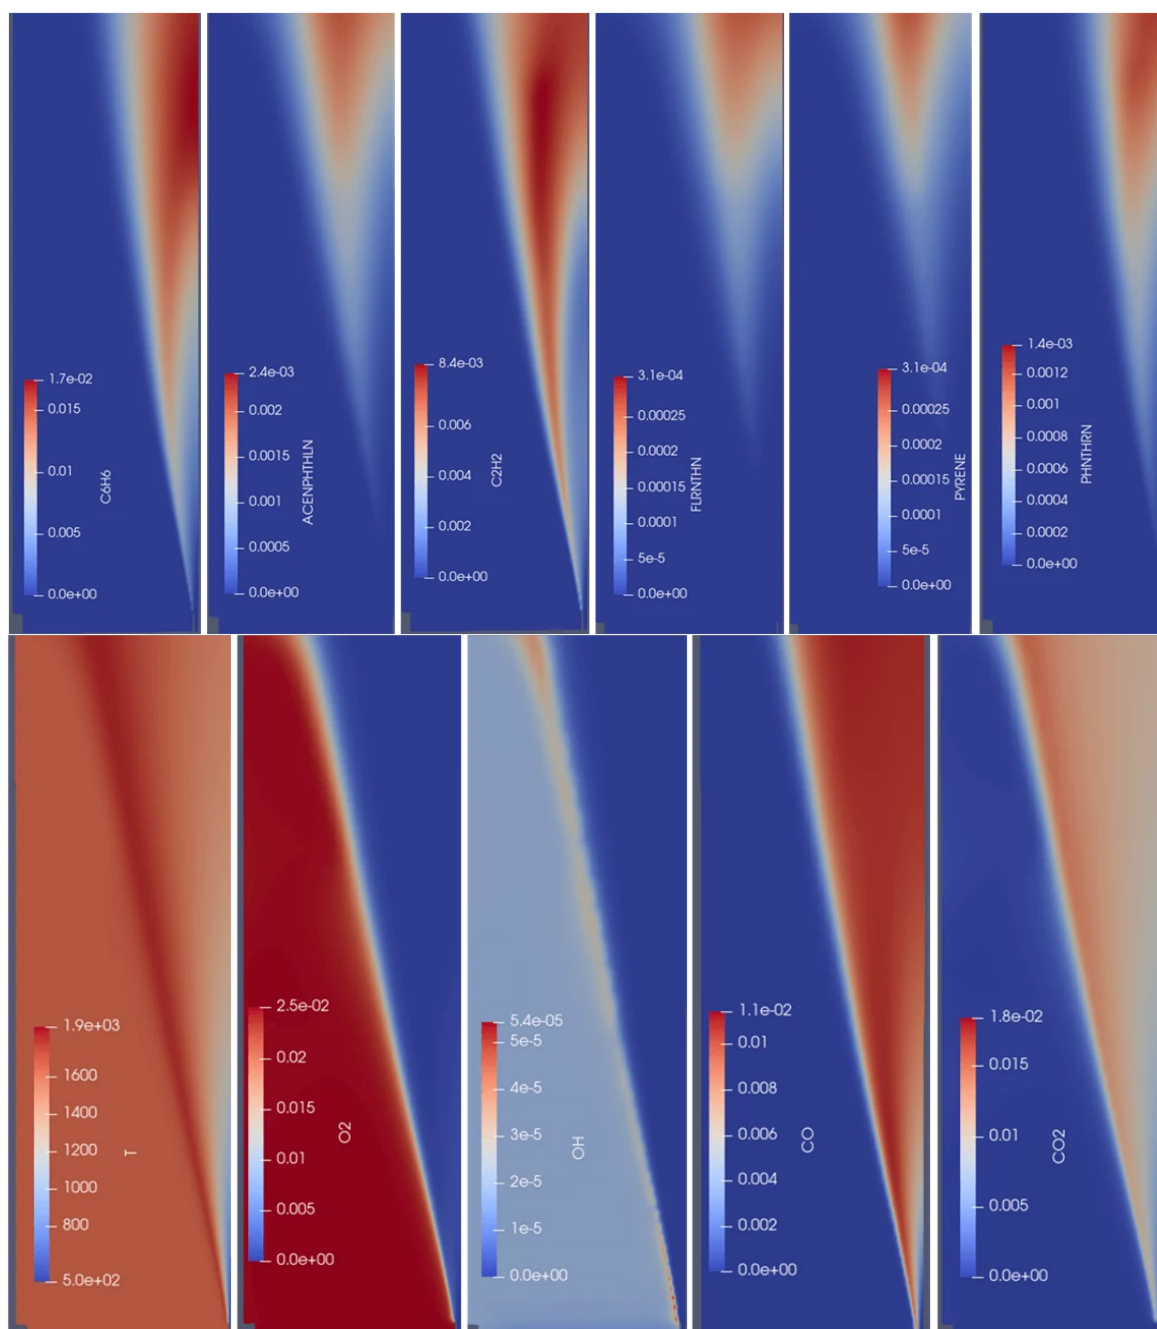 1.7e-02
0.015
0.01
0.005
0.0e+00
C6H6
2.4e-03
0.002
0.0015
0.001
0.0005
0.0e+00
ACENPHTHLN
8.4e-03
0.006
0.004
0.002
0.0e+00
C2H2
3.1e-04
0.00025
0.0002
0.00015
0.0001
5e-5
0.0e+00
FLRNTHN
3.1e-04
0.00025
0.0002
0.00015
0.0001
5e-5
0.0e+00
PYRENE
1.4e-03
0.0012
0.001
0.0008
0.0006
0.0004
0.0002
0.0e+00
PHNTHRN
1.9e+03
1600
1400
1200
1000
800
5.0e+02
T
2.5e-02
0.02
0.015
0.01
0.005
0.0e+00
O2
5.4e-05
5e-5
4e-5
3e-5
2e-5
1e-5
0.0e+00
OH
1.1e-02
0.01
0.008
0.006
0.004
0.002
0.0e+00
CO
1.8e-02
0.015
0.01
0.005
0.0e+00
CO2